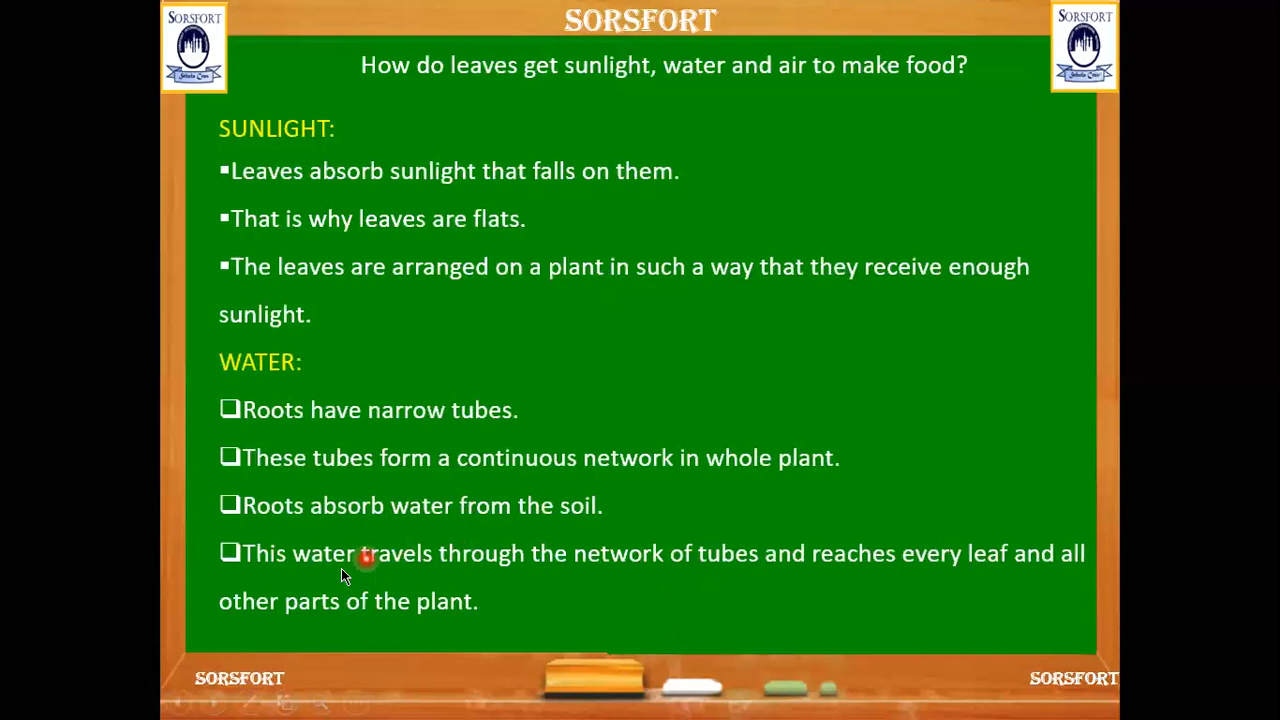 SORSFORT
SORSFORT
SORSFORT
How do leaves get sunlight, water and air to make food?
SUNLIGHT:
▪Leaves absorb sunlight that falls on them.
▪That is why leaves are flats.
▪The leaves are arranged on a plant in such a way that they receive enough
sunlight.
WATER:
❑Roots have narrow tubes.
❑These tubes form a continuous network in whole plant.
❑Roots absorb water from the soil.
❑This water travels through the network of tubes and reaches every leaf and all
other parts of the plant.
SORSFORT
SORSFORT